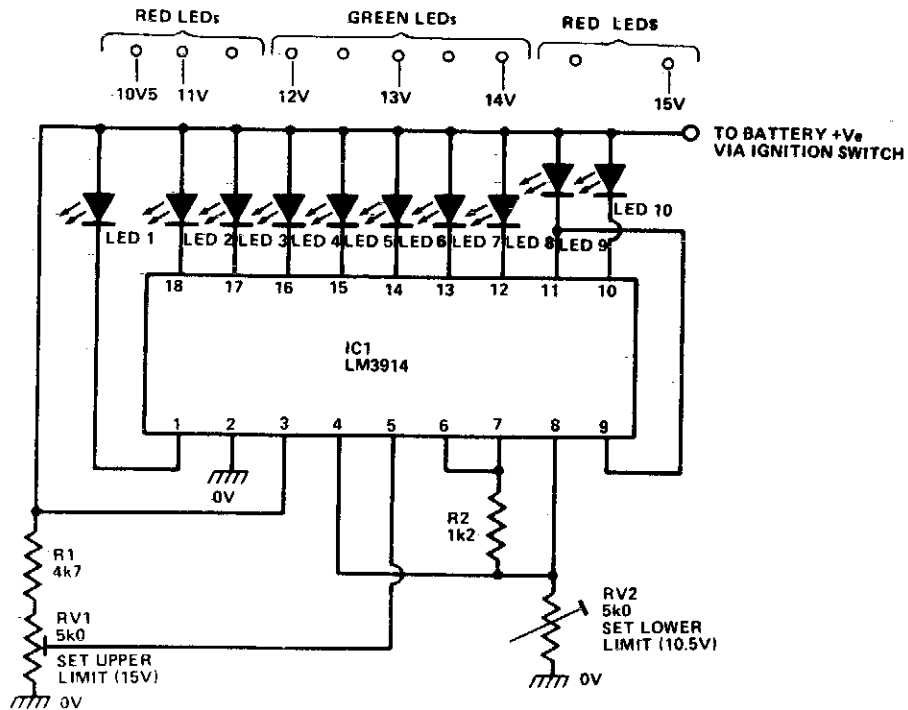 RED LEDs
GREEN LEDs
RED LEDS
10V5
11V
12V
13V
14V
15V
TO BATTERY +Ve
VIA IGNITION SWITCH
LED 1
LED 2
LED 3
LED 4
LED 5
LED 6
LED 7
LED 8
LED 9
LED 10
18
17
16
15
14
13
12
11
10
IC1
LM3914
1
2
3
4
5
6
7
8
9
0V
R2
1k2
R1
4k7
RV1
5k0
SET UPPER
LIMIT (15V)
0V
RV2
5k0
SET LOWER
LIMIT (10.5V)
0V